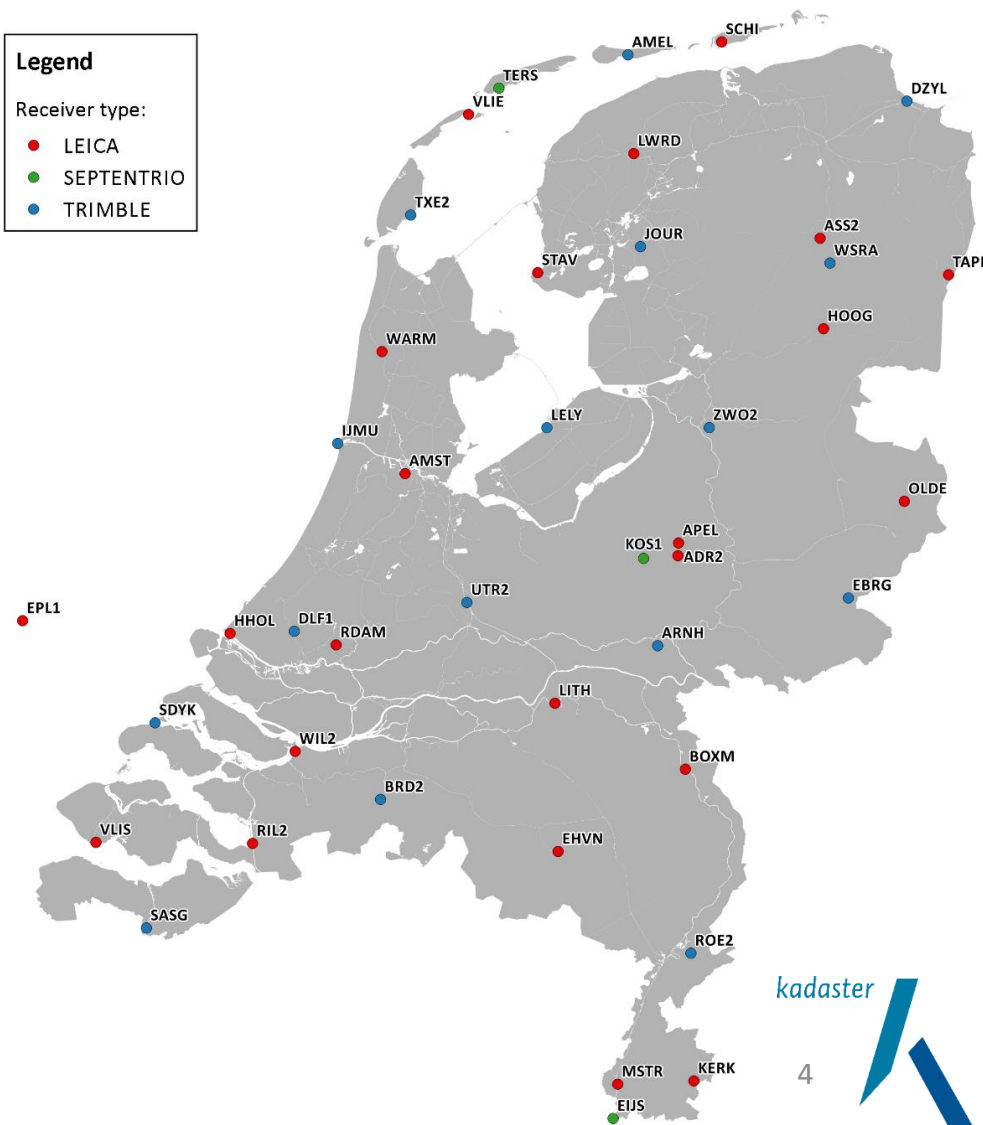 SCHI
AMEL
Legend
TERS
Receiver type:
DZYL
VLIE
LEICA
LWRD
SEPTENTRIO
TRIMBLE
TXE2
ASS2
JOUR
WSRA
STAV
HOOG
WARM
LELY
ZWO2
IJMU
AMST
OLDE
APEL
KOS1
ADR2
EBRG
UTR2
EPL1
HHOL
DLF1
RDAM
ARNH
LITH
SDYK
WIL2
BOXM
BRD2
VLIS
RIL2
EHVN
SASG
ROE2
kadaster
MSTR
KERK
4
EIJS